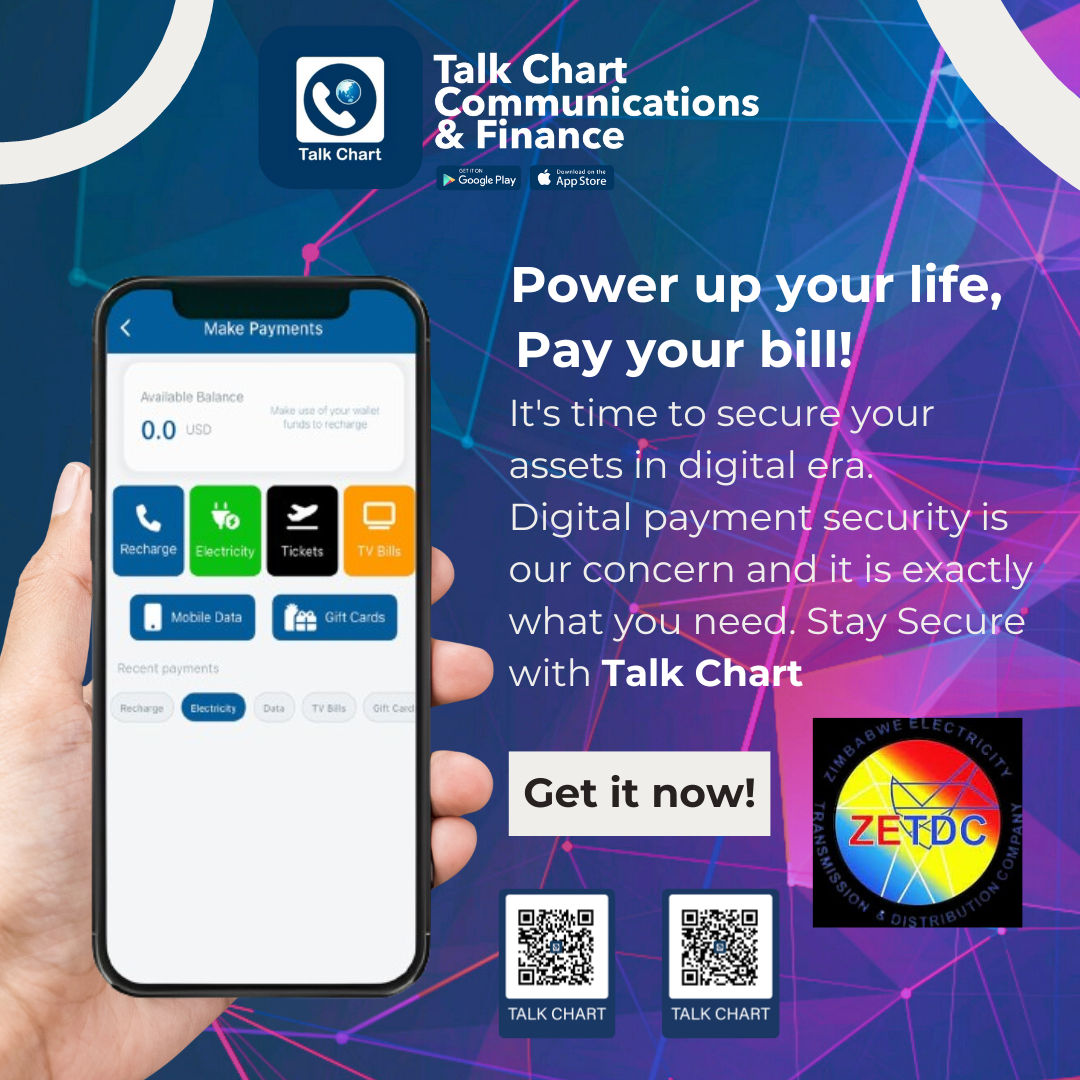 Talk Chart
Talk Chart
Communications
& Finance
GET IT ON
Google Play
Download on the
App Store
Power up your life,
Pay your bill!
It's time to secure your
assets in digital era.
Digital payment security is
our concern and it is exactly
what you need. Stay Secure
with Talk Chart
Make Payments
Available Balance
0.0 USD
Make use of your wallet
funds to recharge
Recharge
Electricity
Tickets
TV Bills
Mobile Data
Gift Cards
Recent payments
Recharge
Electricity
Data
TV Bills
Gift Card
Get it now!
ZIMBABWE ELECTRICITY
ZETDC
TRANSMISSION & DISTRIBUTION COMPANY
TALK CHART
TALK CHART